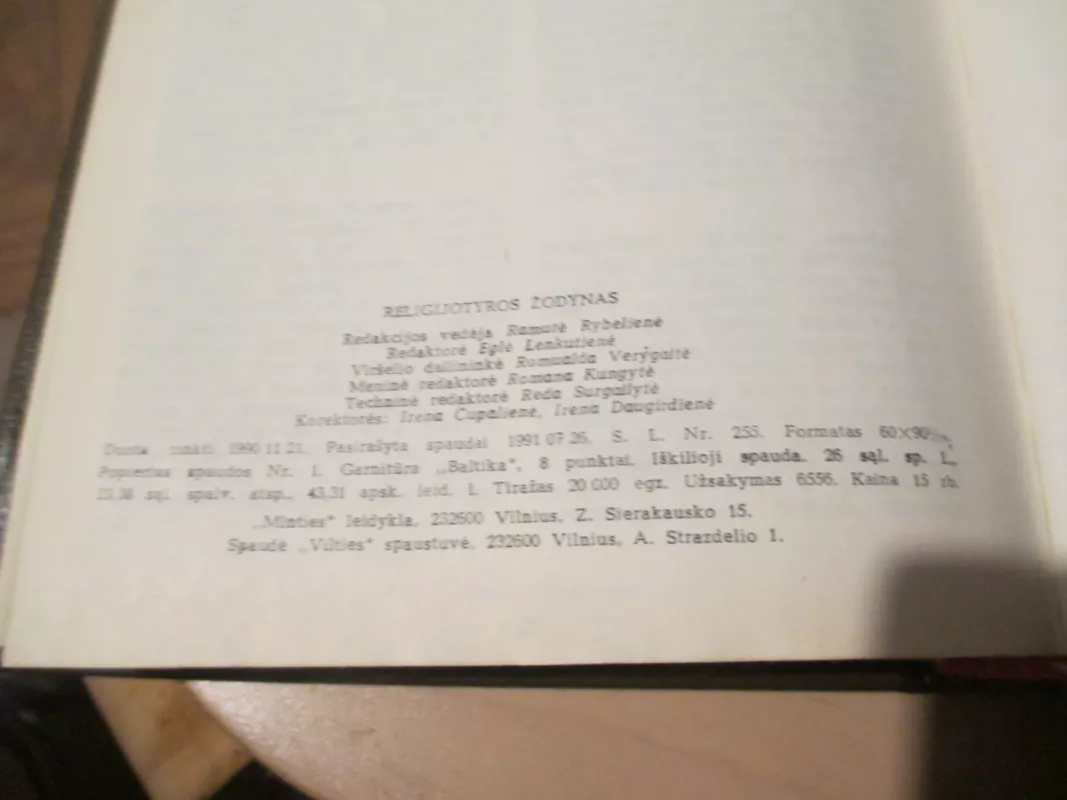 RELIGIJOTYROS ŽODYNAS
Redakcijos vedėja Ramutė Rybelienė
Redaktorė Eglė Lenkutienė
Viršelio dailininkė Romualda Verygaitė
Meninė redaktorė Romana Kungytė
Techninė redaktorė Reda Surgailytė
Korektorės: Irena Cupalienė, Irena Daugirdienė
Duota rinkti 1990 11 21. Pasirašyta spaudai 1991 07 26. S. L. Nr. 255. Formatas
Popierius spaudos Nr. 1. Garnitūra „Baltika“, 8 punktai. Iškilioji spauda. 26 sąl. sp. l.,
sąl. spalv. atsp., 43,31 apsk. leid. l. Tiražas 20 000 egz. Užsakymas 6556. Kaina 15 rb.
„Minties“ leidykla, 232600 Vilnius, Z. Sierakausko 15.
Spaudė „Vilties“ spaustuvė, 232600 Vilnius, A. Strazdelio 1.